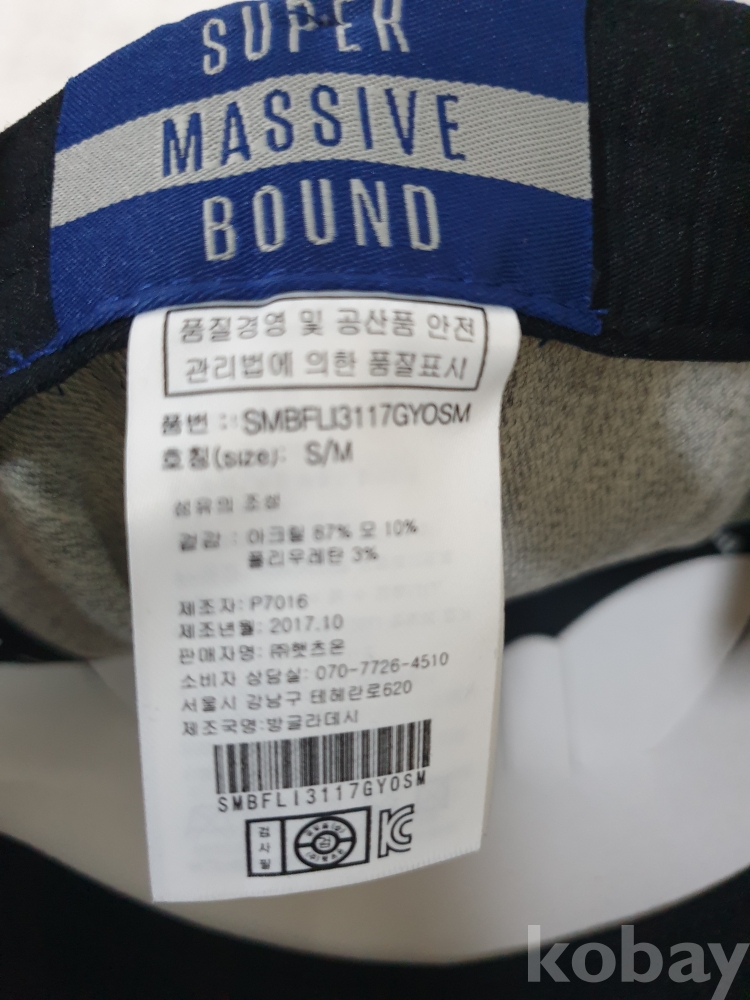 SUPER
MASSIVE
BOUND
품질경영 및 공산품 안전
관리법에 의한 품질표시
품번 : SMBFLI3117GYOSM
호칭(size): S/M
섬유의 조성
겉감 : 아크릴 87% 모 10%
폴리우레탄 3%
제조자: P7016
제조년월: 2017.10
판매자명: ㈜햇츠온
소비자 상담실: 070-7726-4510
서울시 강남구 테헤란로620
제조국명:방글라데시
SMBFLI3117GYOSM
검사필
검
kobay